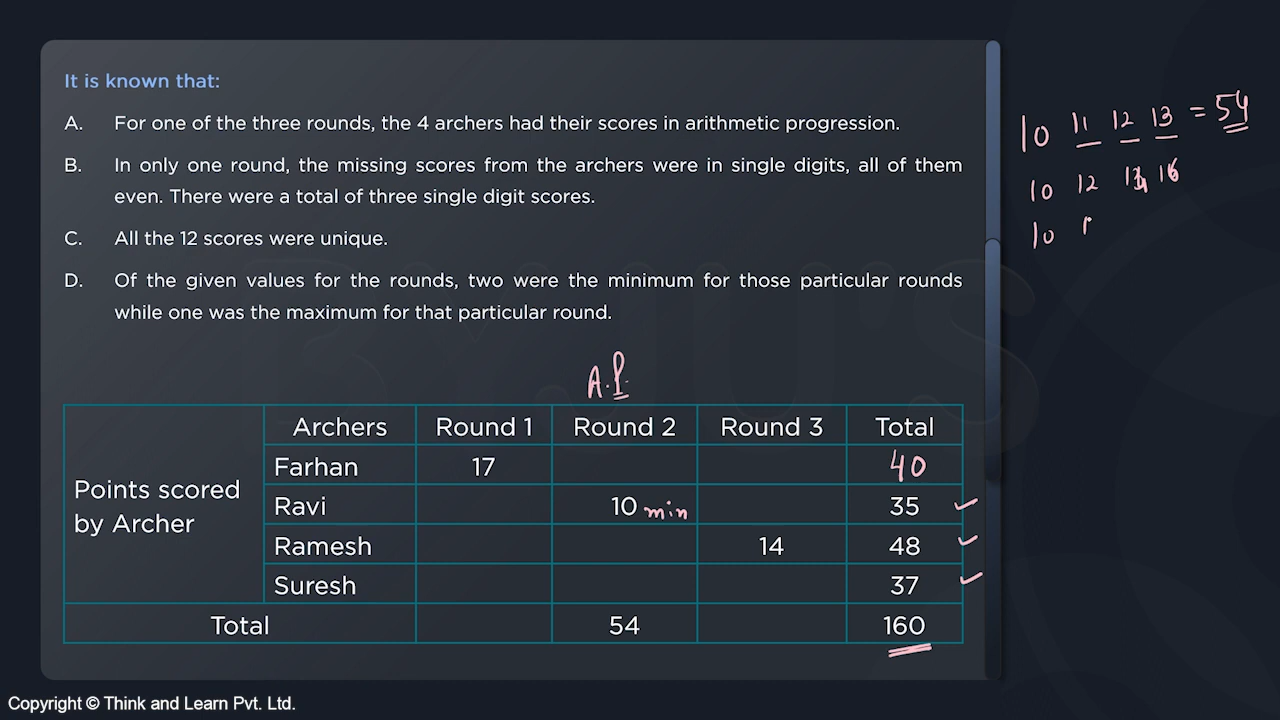 It is known that:
A. For one of the three rounds, the 4 archers had their scores in arithmetic progression.
B. In only one round, the missing scores from the archers were in single digits, all of them
even. There were a total of three single digit scores.
C. All the 12 scores were unique.
D. Of the given values for the rounds, two were the minimum for those particular rounds
while one was the maximum for that particular round.
10 11 12 13 = 54
10 12 16
10
A.P.
Points scored by Archer
Archers Round 1 Round 2 Round 3 Total
Farhan 17 40
Ravi 10 min 35
Ramesh 14 48
Suresh 37
Total 54 160
BYJU'S
Copyright © Think and Learn Pvt. Ltd.